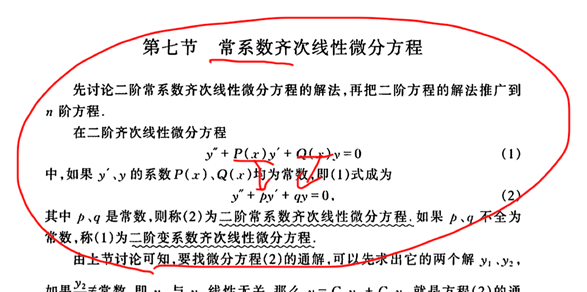 第七节 常系数齐次线性微分方程
先讨论二阶常系数齐次线性微分方程的解法,再把二阶方程的解法推广到
n 阶方程.
在二阶齐次线性微分方程
y″ + P(x)y′ + Q(x)y = 0 (1)
中,如果 y′、y 的系数 P(x)、Q(x)均为常数,即(1)式成为
y″ + py′ + qy = 0, (2)
其中 p、q 是常数,则称(2)为二阶常系数齐次线性微分方程. 如果 p、q 不全为
常数,称(1)为二阶变系数齐次线性微分方程.
由上节讨论可知,要找微分方程(2)的通解,可以先求出它的两个解 y₁、y₂,
如果 y₂